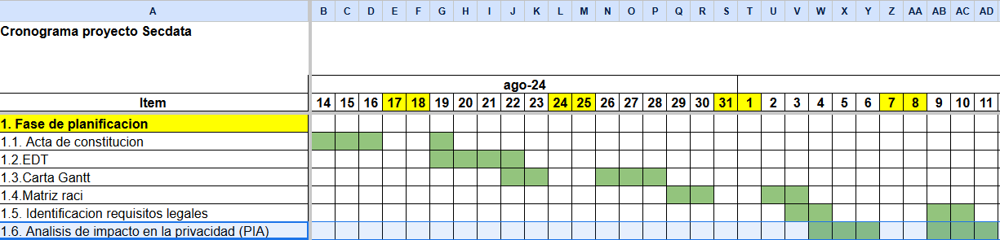 A B C D E F G H I J K L M N O P Q R S T U V W X Y Z AA AB AC AD
Cronograma proyecto Secdata
ago-24
Item 14 15 16 17 18 19 20 21 22 23 24 25 26 27 28 29 30 31 1 2 3 4 5 6 7 8 9 10 11
1. Fase de planificacion
1.1. Acta de constitucion
1.2.EDT
1.3.Carta Gantt
1.4.Matriz raci
1.5. Identificacion requisitos legales
1.6. Analisis de impacto en la privacidad (PIA)